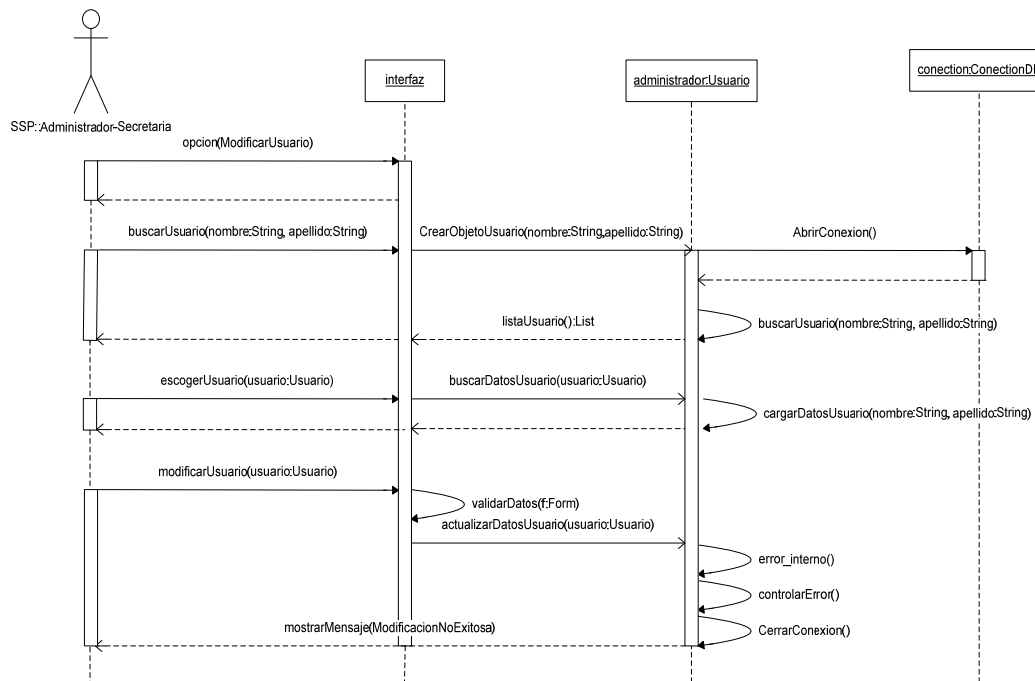 interfaz
administrador:Usuario
conection:ConectionDI
SSP::Administrador-Secretaria
opcion(ModificarUsuario)
buscarUsuario(nombre:String, apellido:String)
CrearObjetoUsuario(nombre:String,apellido:String)
AbrirConexion()
listaUsuario():List
buscarUsuario(nombre:String, apellido:String)
escogerUsuario(usuario:Usuario)
buscarDatosUsuario(usuario:Usuario)
cargarDatosUsuario(nombre:String, apellido:String)
modificarUsuario(usuario:Usuario)
validarDatos(f:Form)
actualizarDatosUsuario(usuario:Usuario)
error_interno()
controlarError()
mostrarMensaje(ModificacionNoExitosa)
CerrarConexion()